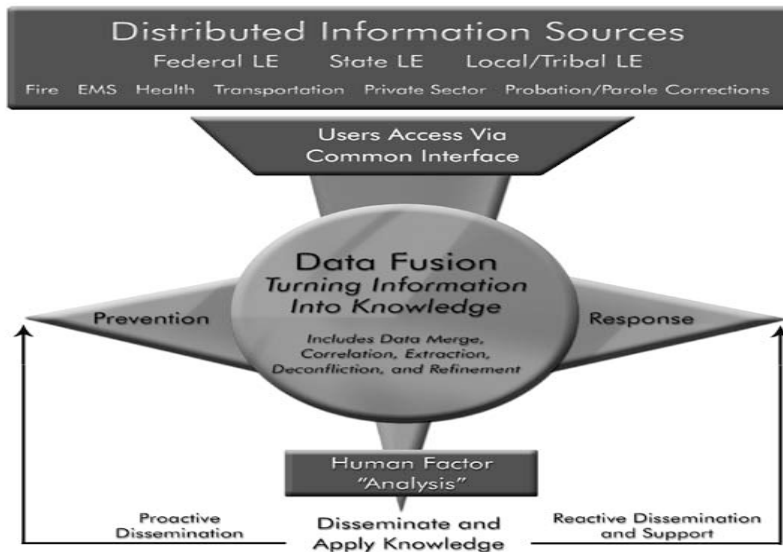 Distributed Information Sources
Federal LE State LE Local/Tribal LE
Fire EMS Health Transportation Private Sector Probation/Parole Corrections
Users Access Via
Common Interface
Data Fusion
Turning Information
Into Knowledge
Includes Data Merge,
Correlation, Extraction,
Deconfliction, and Refinement
Prevention
Response
Human Factor
"Analysis"
Proactive
Dissemination
Disseminate and
Apply Knowledge
Reactive Dissemination
and Support